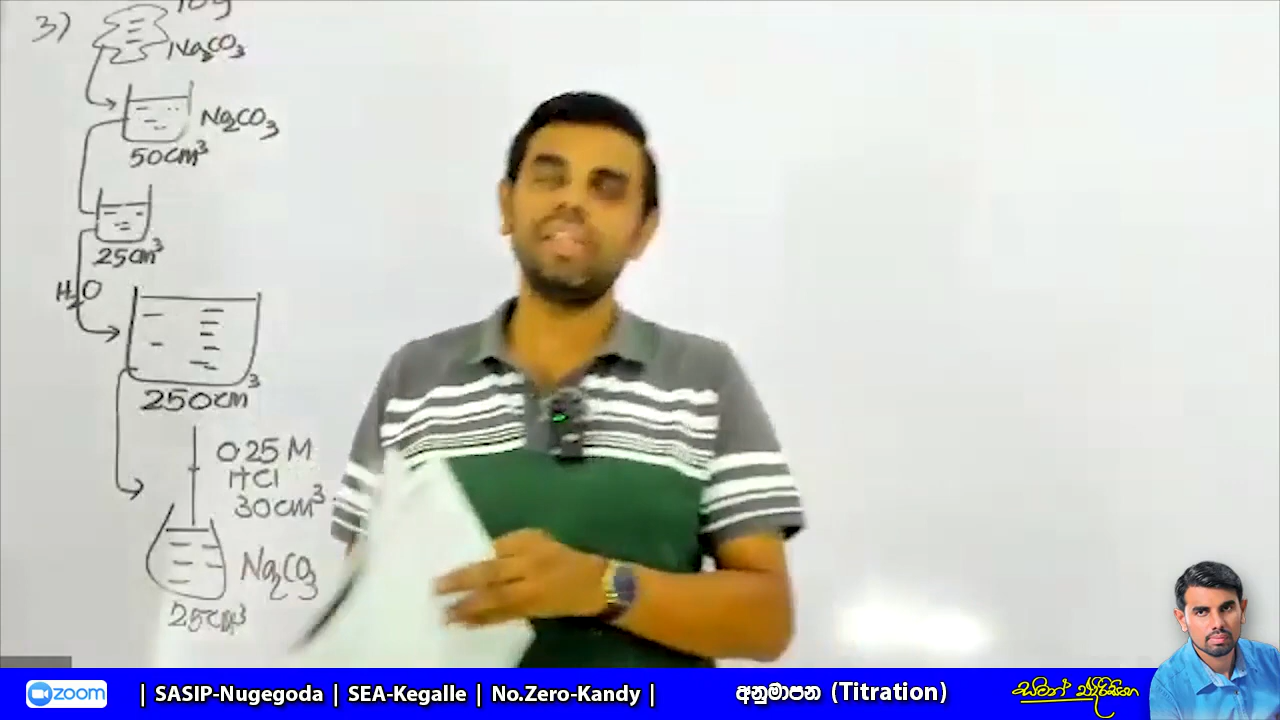 3)
10g
Na2CO3
Na2CO3
50cm³
25cm³
H2O
250cm³
0.25 M
HCl
30cm³
Na2CO3
25cm³
zoom
| SASIP-Nugegoda | SEA-Kegalle | No.Zero-Kandy |
අනුමාපන (Titration)